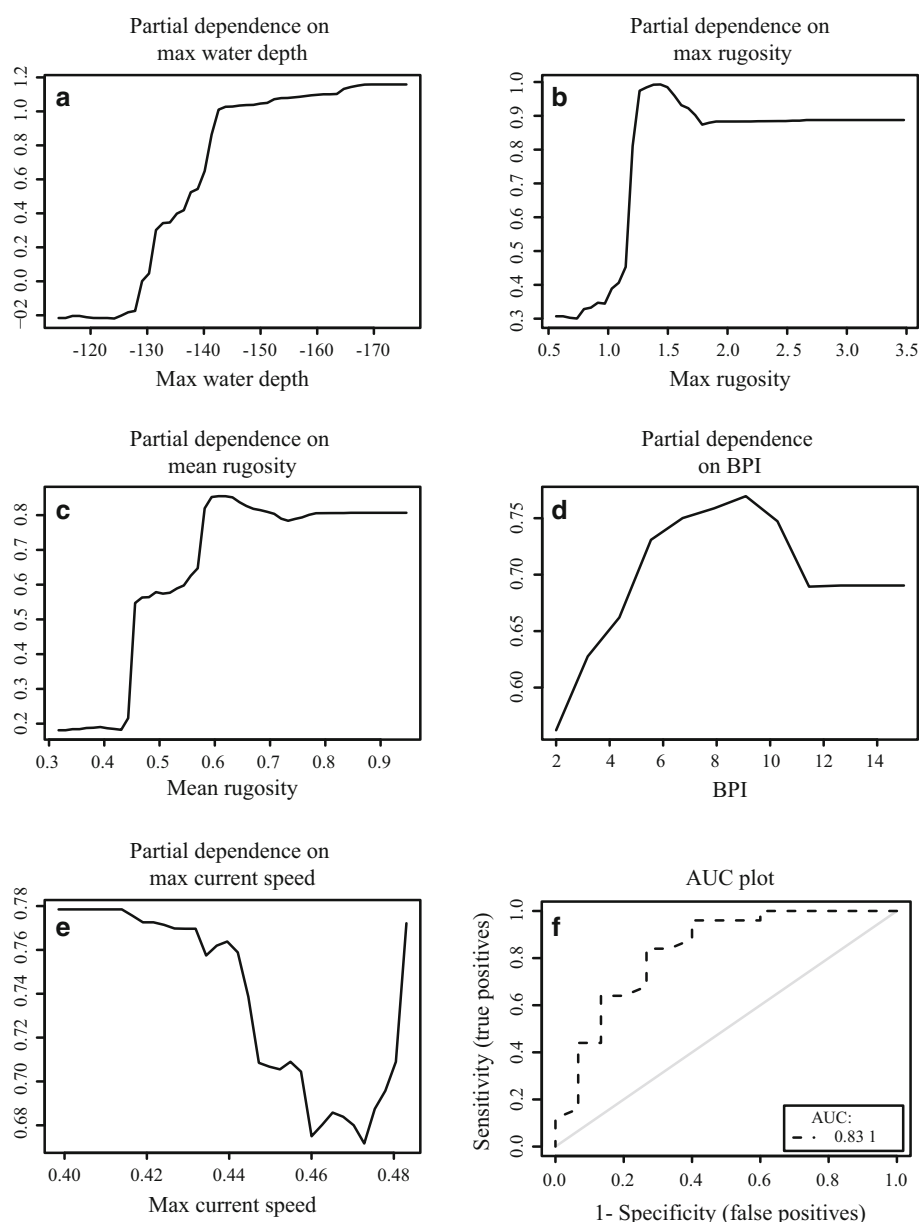 Partial dependence on
max water depth
a
1.2
1.0
0.8
0.6
0.4
0.2
0.0
−0.2
-120 -130 -140 -150 -160 -170
Max water depth
Partial dependence on
max rugosity
b
1.0
0.9
0.8
0.7
0.6
0.5
0.4
0.3
0.5 1.0 1.5 2.0 2.5 3.0 3.5
Max rugosity
Partial dependence on
mean rugosity
c
0.8
0.7
0.6
0.5
0.4
0.3
0.2
0.3 0.4 0.5 0.6 0.7 0.8 0.9
Mean rugosity
Partial dependence
on BPI
d
0.75
0.70
0.65
0.60
2 4 6 8 10 12 14
BPI
Partial dependence on
max current speed
e
0.78
0.76
0.74
0.72
0.70
0.68
0.40 0.42 0.44 0.46 0.48
Max current speed
AUC plot
f
Sensitivity (true positives)
1.0
0.8
0.6
0.4
0.2
0.0
AUC:
0.83 1
0.0 0.2 0.4 0.6 0.8 1.0
1- Specificity (false positives)